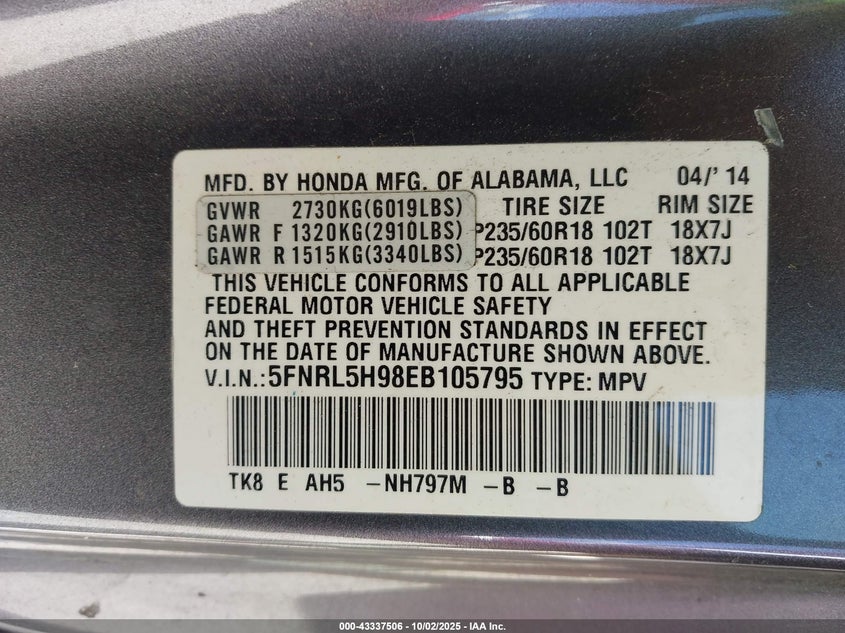 MFD. BY HONDA MFG. OF ALABAMA, LLC 04/' 14
GVWR 2730KG(6019LBS) TIRE SIZE RIM SIZE
GAWR F 1320KG(2910LBS) P235/60R18 102T 18X7J
GAWR R 1515KG(3340LBS) P235/60R18 102T 18X7J
THIS VEHICLE CONFORMS TO ALL APPLICABLE
FEDERAL MOTOR VEHICLE SAFETY
AND THEFT PREVENTION STANDARDS IN EFFECT
ON THE DATE OF MANUFACTURE SHOWN ABOVE.
V.I.N.:5FNRL5H98EB105795 TYPE: MPV
TK8 E AH5 -NH797M -B -B
000-43337506 | 10/02/2025 | IAA Inc.